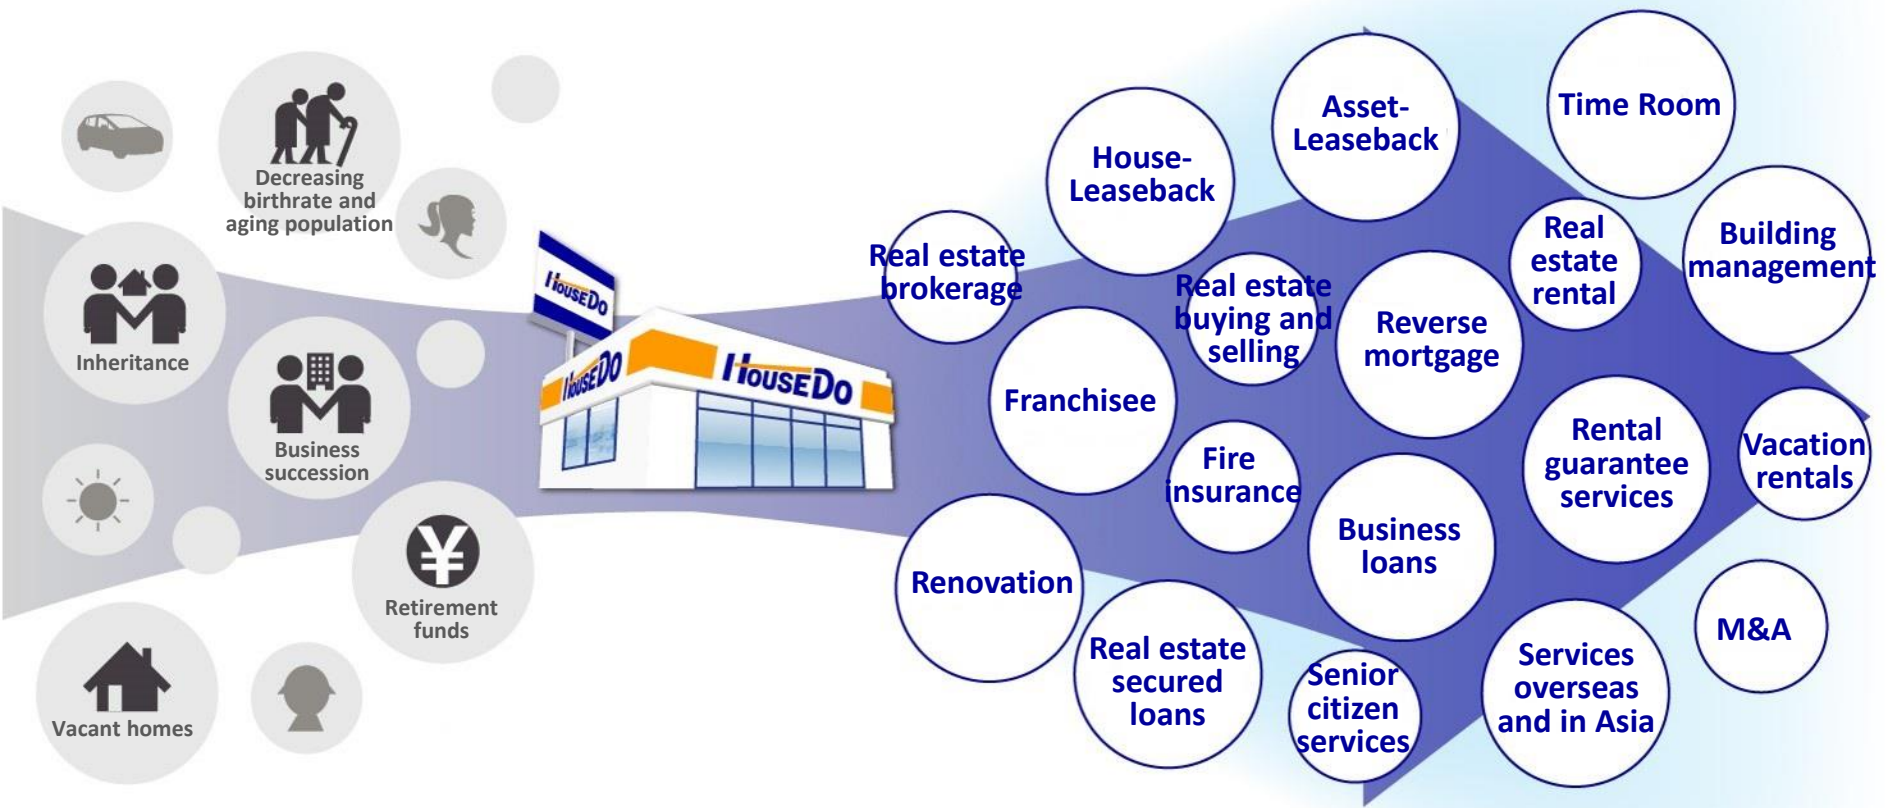 Decreasing
birthrate and
aging population
Inheritance
Business
succession
Retirement
funds
Vacant homes
HouseDo
HouseDo
HouseDo
Real estate
brokerage
House-
Leaseback
Asset-
Leaseback
Time Room
Real estate
buying and
selling
Reverse
mortgage
Real
estate
rental
Building
management
Franchisee
Fire
insurance
Business
loans
Rental
guarantee
services
Vacation
rentals
Renovation
Real estate
secured
loans
Senior
citizen
services
Services
overseas
and in Asia
M&A